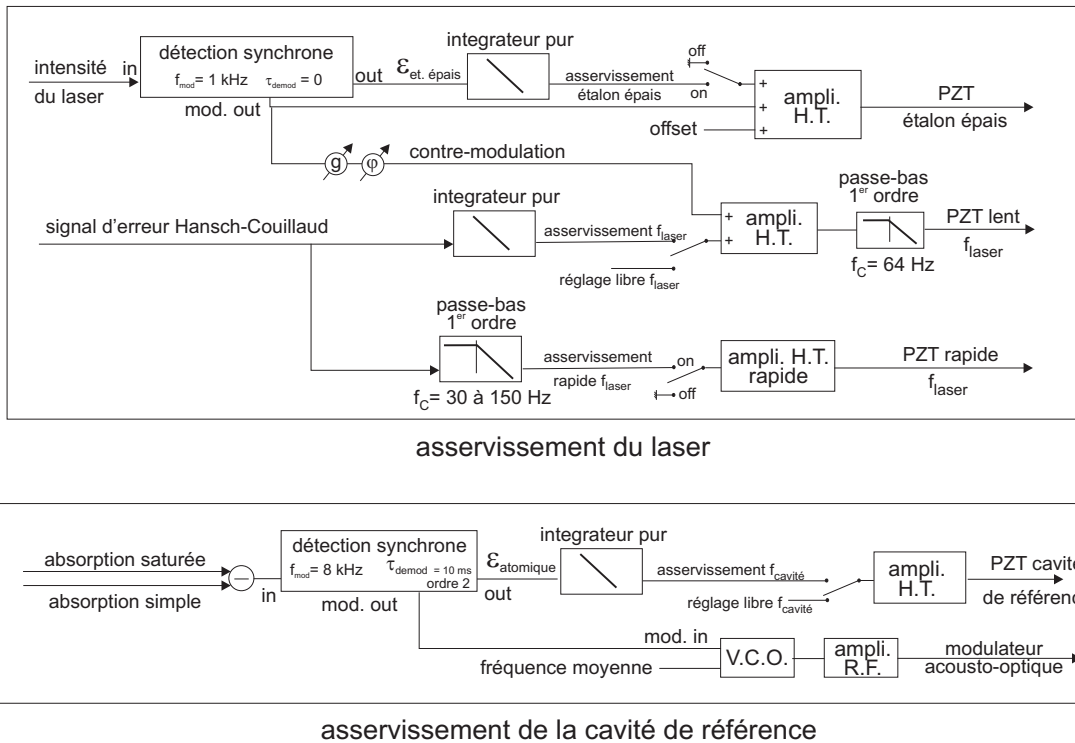 intensité
du laser
in
détection synchrone
fmod= 1 kHz τdemod = 0
out
mod. out
εet. épais
integrateur pur
asservissement
étalon épais
off
on
offset
+
+
+
ampli.
H.T.
PZT
étalon épais
g
φ
contre-modulation
signal d'erreur Hansch-Couillaud
integrateur pur
asservissement flaser
réglage libre flaser
+
+
ampli.
H.T.
passe-bas
1er ordre
fC= 64 Hz
PZT lent
flaser
passe-bas
1er ordre
fC= 30 à 150 Hz
asservissement
rapide flaser
on
off
ampli. H.T.
rapide
PZT rapide
flaser
asservissement du laser
absorption saturée
absorption simple
−
in
détection synchrone
fmod= 8 kHz τdemod = 10 ms
ordre 2
mod. out
εatomique
out
integrateur pur
asservissement fcavité
réglage libre fcavité
ampli.
H.T.
PZT cavité
de référenc
mod. in
fréquence moyenne
V.C.O.
ampli.
R.F.
modulateur
acousto-optique
asservissement de la cavité de référence